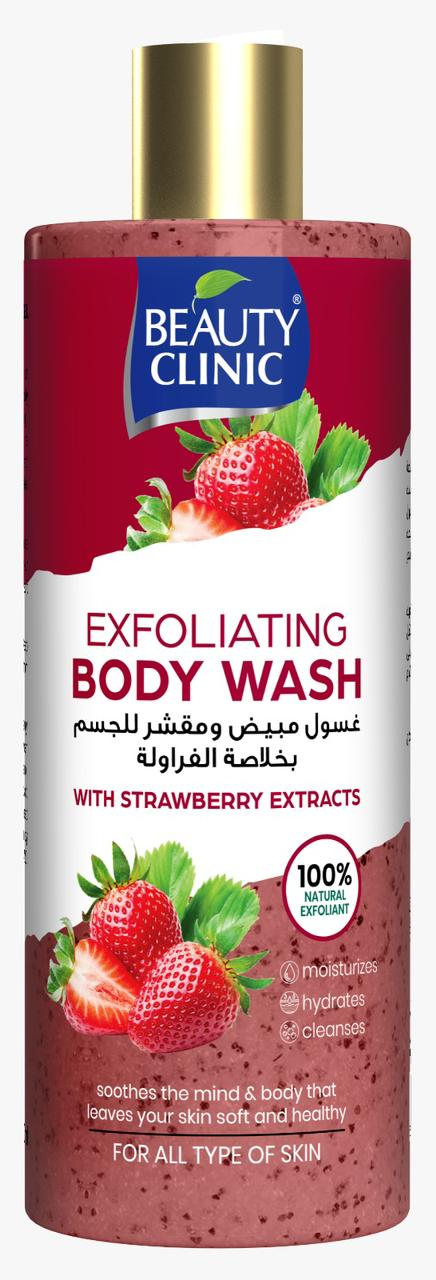 BEAUTY®
CLINIC
EXFOLIATING
BODY WASH
غسول مبيض ومقشر للجسم
بخلاصة الفراولة
WITH STRAWBERRY EXTRACTS
100%
NATURAL
EXFOLIANT
moisturizes
hydrates
cleanses
soothes the mind & body that
leaves your skin soft and healthy
FOR ALL TYPE OF SKIN